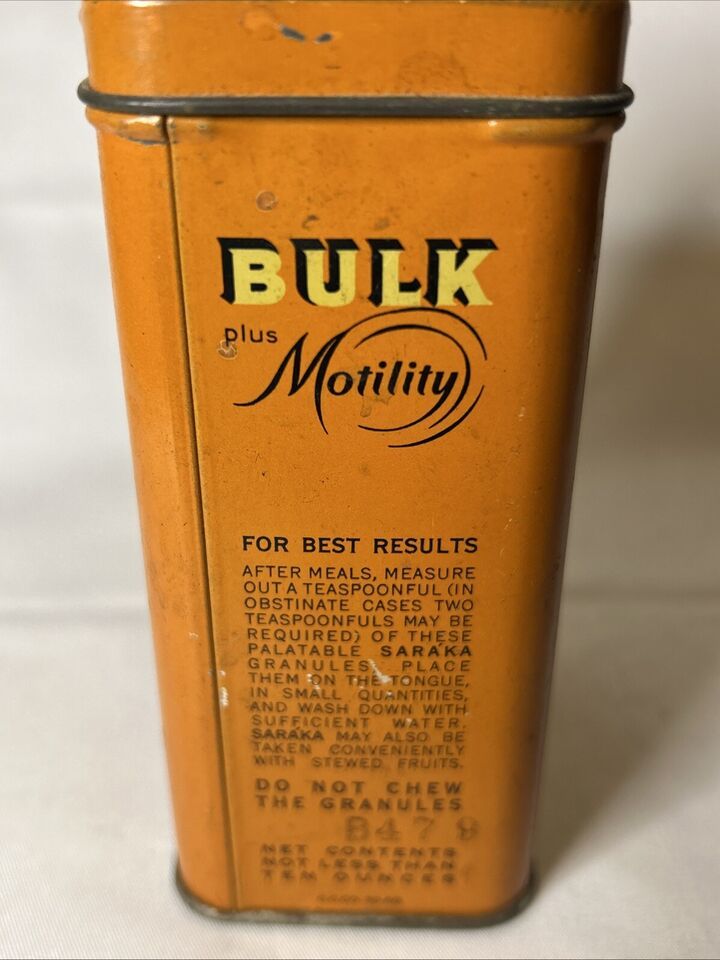 BULK
plus
Motility
FOR BEST RESULTS
AFTER MEALS, MEASURE
OUT A TEASPOONFUL (IN
OBSTINATE CASES TWO
TEASPOONFULS MAY BE
REQUIRED) OF THESE
PALATABLE SARAKA
GRANULES. PLACE
THEM ON THE TONGUE,
IN SMALL QUANTITIES,
AND WASH DOWN WITH
SUFFICIENT WATER.
SARAKA MAY ALSO BE
TAKEN CONVENIENTLY
WITH STEWED FRUITS.
DO NOT CHEW
THE GRANULES
B479
NET CONTENTS
NOT LESS THAN
TEN OUNCES